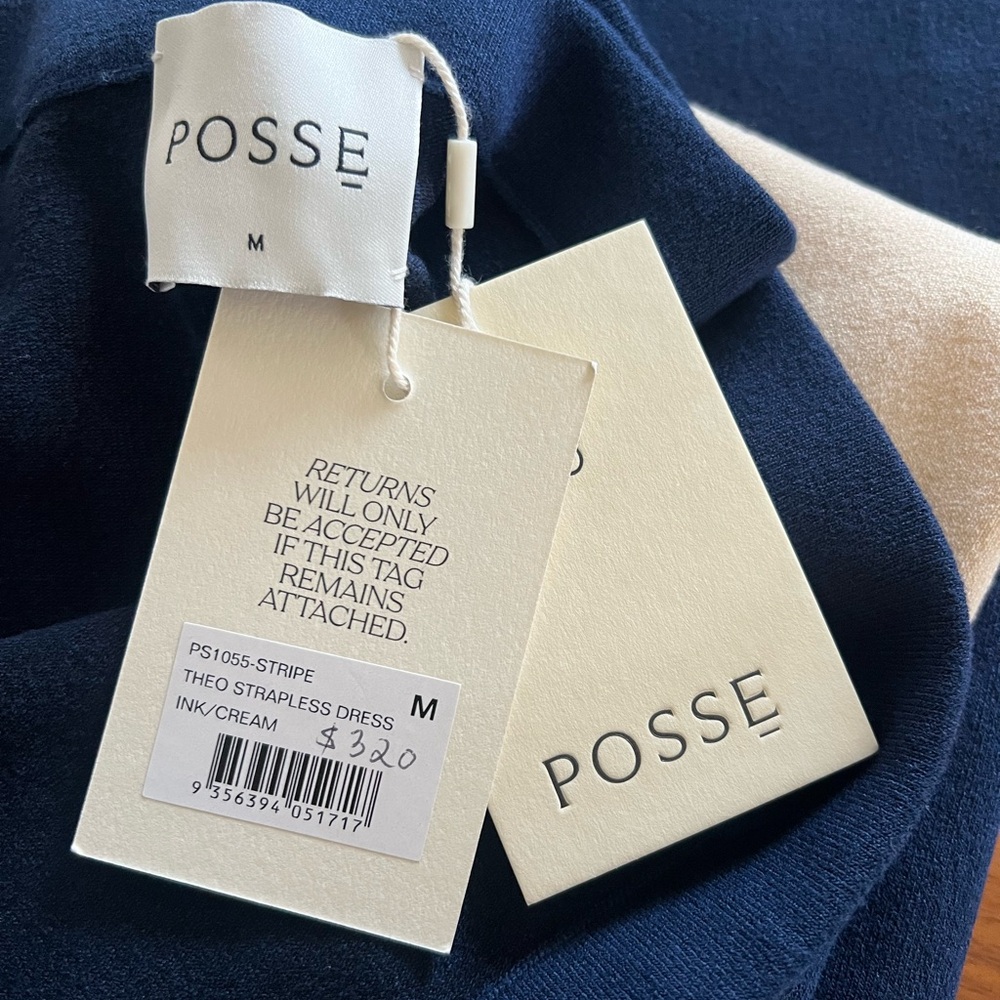 POSSE
M
RETURNS
WILL ONLY
BE ACCEPTED
IF THIS TAG
REMAINS
ATTACHED.
PS1055-STRIPE
THEO STRAPLESS DRESS
M
INK/CREAM
$320
9 356394 051717
POSSE